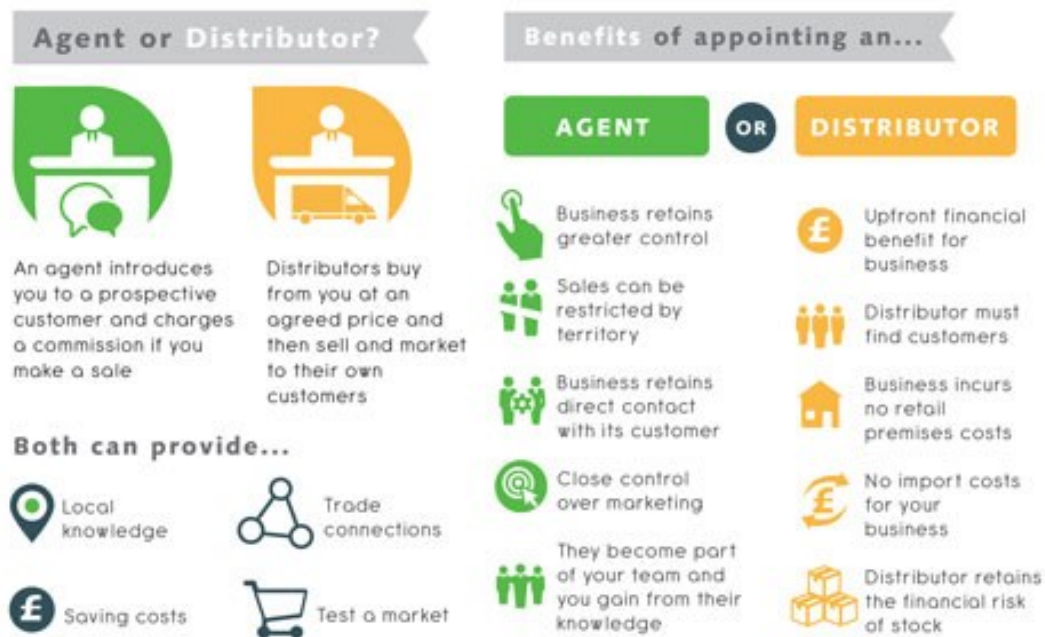 Agent or Distributor?
An agent introduces
you to a prospective
customer and charges
a commission if you
make a sale
Distributors buy
from you at an
agreed price and
then sell and market
to their own
customers
Both can provide...
Local
knowledge
Trade
connections
£
Saving costs
Test a market
Benefits of appointing an...
AGENT
OR
DISTRIBUTOR
Business retains
greater control
Sales can be
restricted by
territory
Business retains
direct contact
with its customer
Close control
over marketing
They become part
of your team and
you gain from their
knowledge
£
Upfront financial
benefit for
business
Distributor must
find customers
Business incurs
no retail
premises costs
£
No import costs
for your
business
Distributor retains
the financial risk
of stock